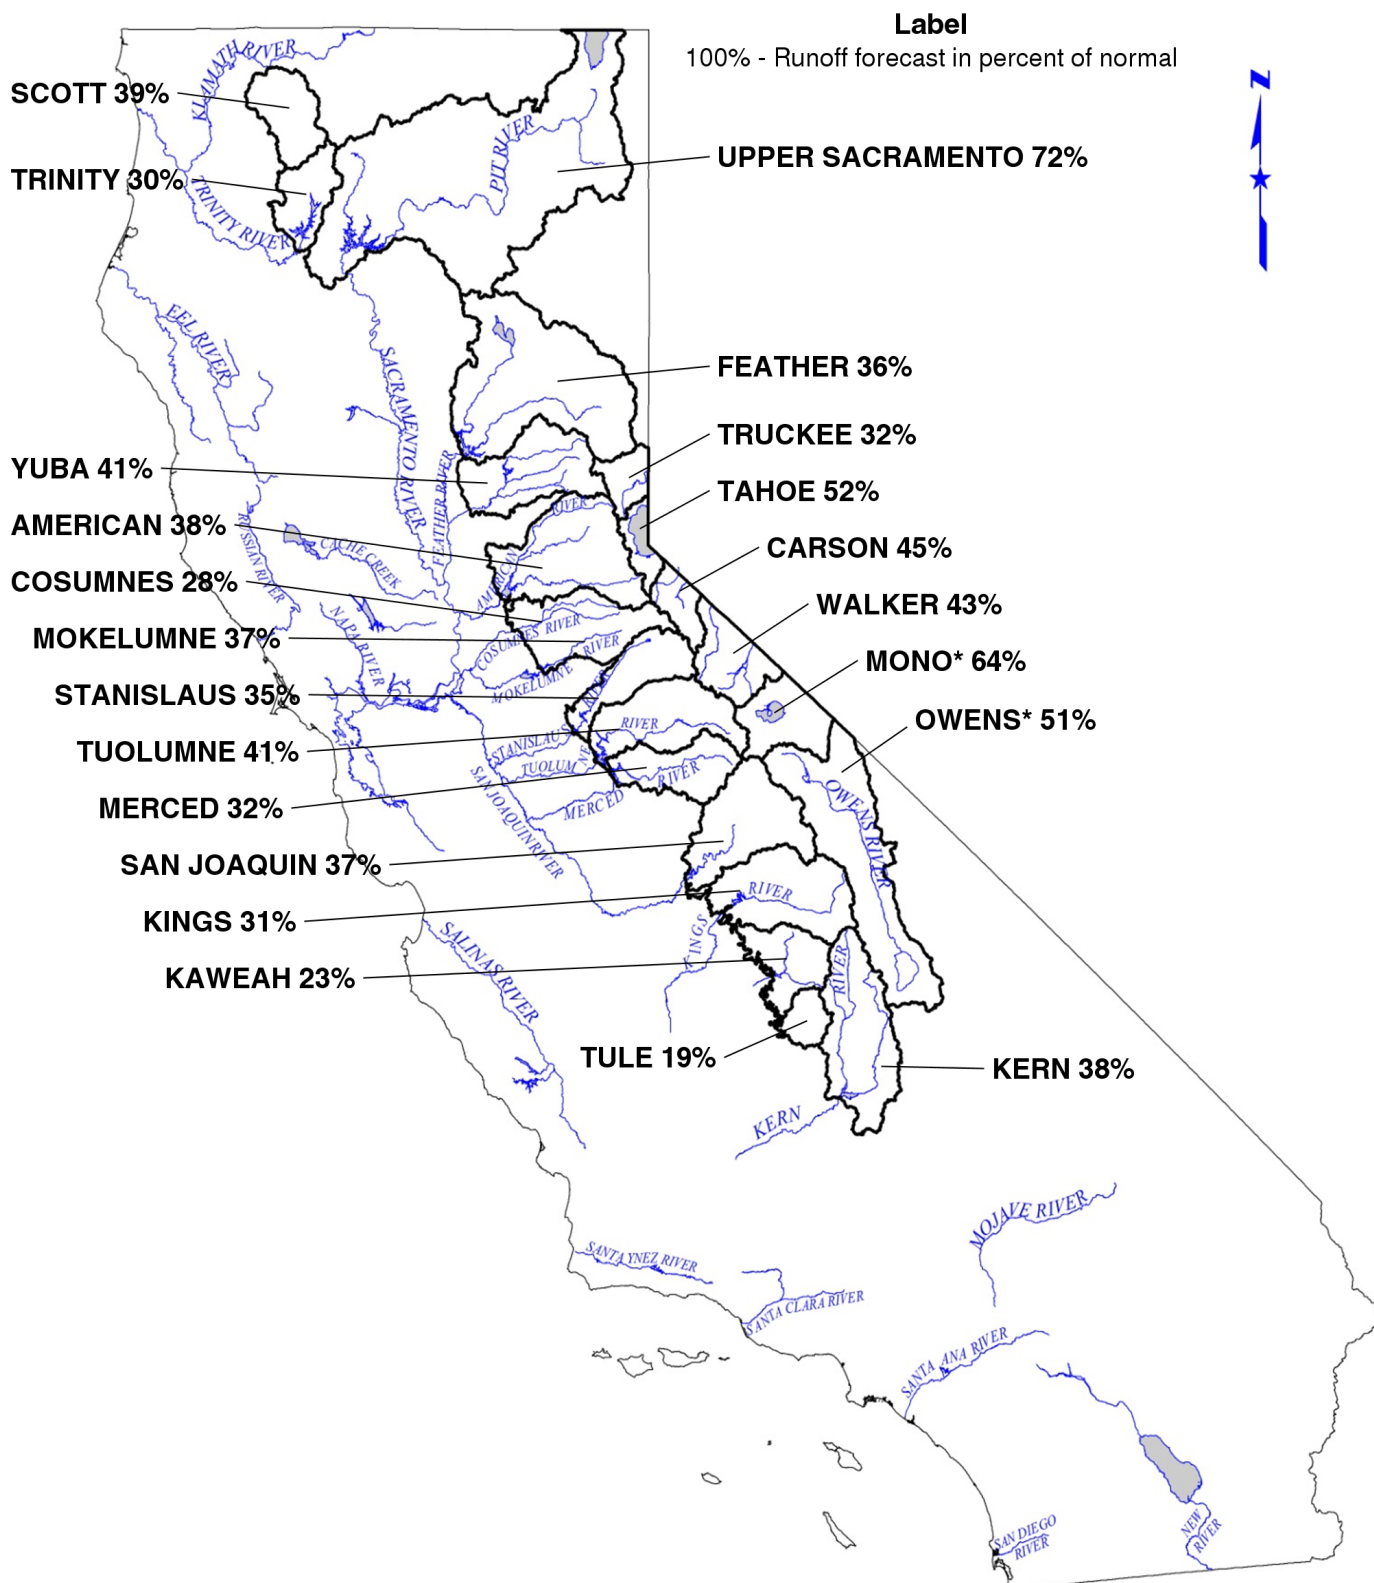 Label
100% - Runoff forecast in percent of normal
N
SCOTT 39%
KLAMATH RIVER
TRINITY 30%
TRINITY RIVER
PIT RIVER
UPPER SACRAMENTO 72%
EEL RIVER
SACRAMENTO RIVER
FEATHER RIVER
FEATHER 36%
TRUCKEE 32%
TAHOE 52%
YUBA 41%
AMERICAN 38%
AMERICAN RIVER
RUSSIAN RIVER
CACHE CREEK
CARSON 45%
COSUMNES 28%
COSUMNES RIVER
WALKER 43%
NAPA RIVER
MOKELUMNE 37%
MOKELUMNE RIVER
MONO* 64%
STANISLAUS 35%
STANISLAUS RIVER
OWENS* 51%
OWENS RIVER
TUOLUMNE 41%
TUOLUMNE RIVER
MERCED 32%
MERCED RIVER
SAN JOAQUIN RIVER
SAN JOAQUIN 37%
KINGS 31%
KINGS RIVER
SALINAS RIVER
KAWEAH 23%
TULE 19%
KERN 38%
KERN RIVER
MOJAVE RIVER
SANTA YNEZ RIVER
SANTA CLARA RIVER
SANTA ANA RIVER
NEW
RIVER
SAN DIEGO
RIVER